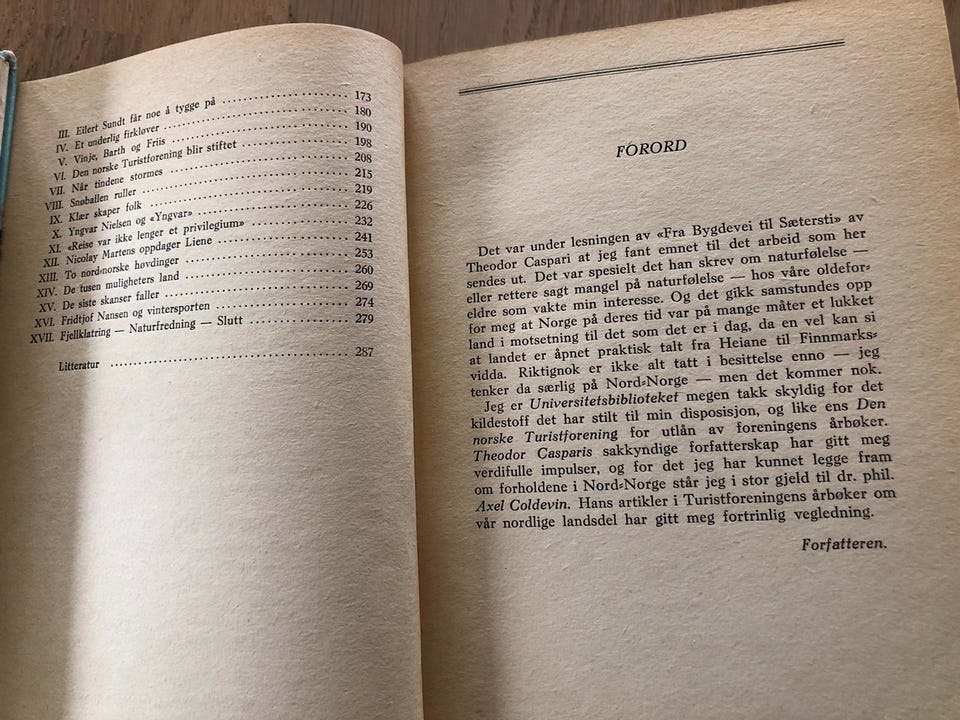 III. Eilert Sundt får noe å tygge på 173
IV. Et underlig firkløver 180
V. Vinje, Barth og Friis 190
VI. Den norske Turistforening blir stiftet 198
VII. Når tindene stormes 208
VIII. Snøballen ruller 215
IX. Klær skaper folk 219
X. Yngvar Nielsen og «Yngvar» 226
XI. «Reise var ikke lenger et privilegium» 232
XII. Nicolay Martens oppdager Liene 241
XIII. To nord-norske høvdinger 253
XIV. De tusen muligheters land 260
XV. De siste skanser faller 269
XVI. Fridtjof Nansen og vintersporten 274
XVII. Fjellklatring — Naturfredning — Slutt 279
Litteratur 287
FORORD
Det var under lesningen av «Fra Bygdevei til Sætersti» av
Theodor Caspari at jeg fant emnet til det arbeid som her
sendes ut. Det var spesielt det han skrev om naturfølelse —
eller rettere sagt mangel på naturfølelse — hos våre oldefor-
eldre som vakte min interesse. Og det gikk samstundes opp
for meg at Norge på deres tid var på mange måter et lukket
land i motsetning til det som det er i dag, da en vel kan si
at landet er åpnet praktisk talt fra Heiane til Finnmarks-
vidda. Riktignok er ikke alt tatt i besittelse enno — jeg
tenker da særlig på Nord-Norge — men det kommer nok.
Jeg er Universitetsbiblioteket megen takk skyldig for det
kildestoff det har stilt til min disposisjon, og like ens Den
norske Turistforening for utlån av foreningens årbøker.
Theodor Casparis sakkyndige forfatterskap har gitt meg
verdifulle impulser, og for det jeg har kunnet legge fram
om forholdene i Nord-Norge står jeg i stor gjeld til dr. phil.
Axel Coldevin. Hans artikler i Turistforeningens årbøker om
vår nordlige landsdel har gitt meg fortrinlig vegledning.
Forfatteren.